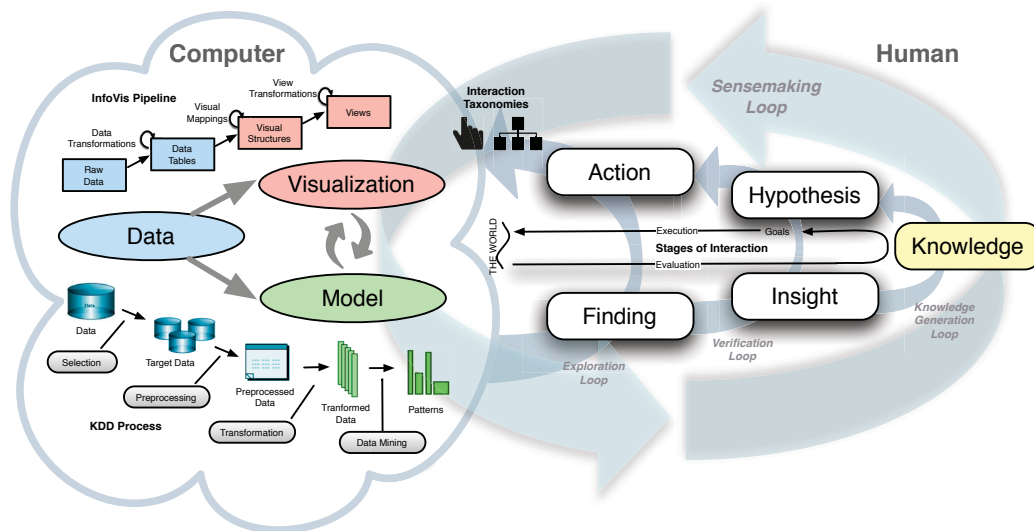 Computer
Human
InfoVis Pipeline
View
Transformations
Visual
Mappings
Data
Transformations
Raw
Data
Data
Tables
Visual
Structures
Views
Interaction
Taxonomies
Sensemaking
Loop
Visualization
Data
Model
Action
Hypothesis
Knowledge
THE WORLD
Execution
Goals
Stages of Interaction
Evaluation
Finding
Insight
Exploration
Loop
Verification
Loop
Knowledge
Generation
Loop
Data
Data
Selection
Target Data
Preprocessing
Preprocessed
Data
Transformation
Tranformed
Data
Data Mining
Patterns
KDD Process